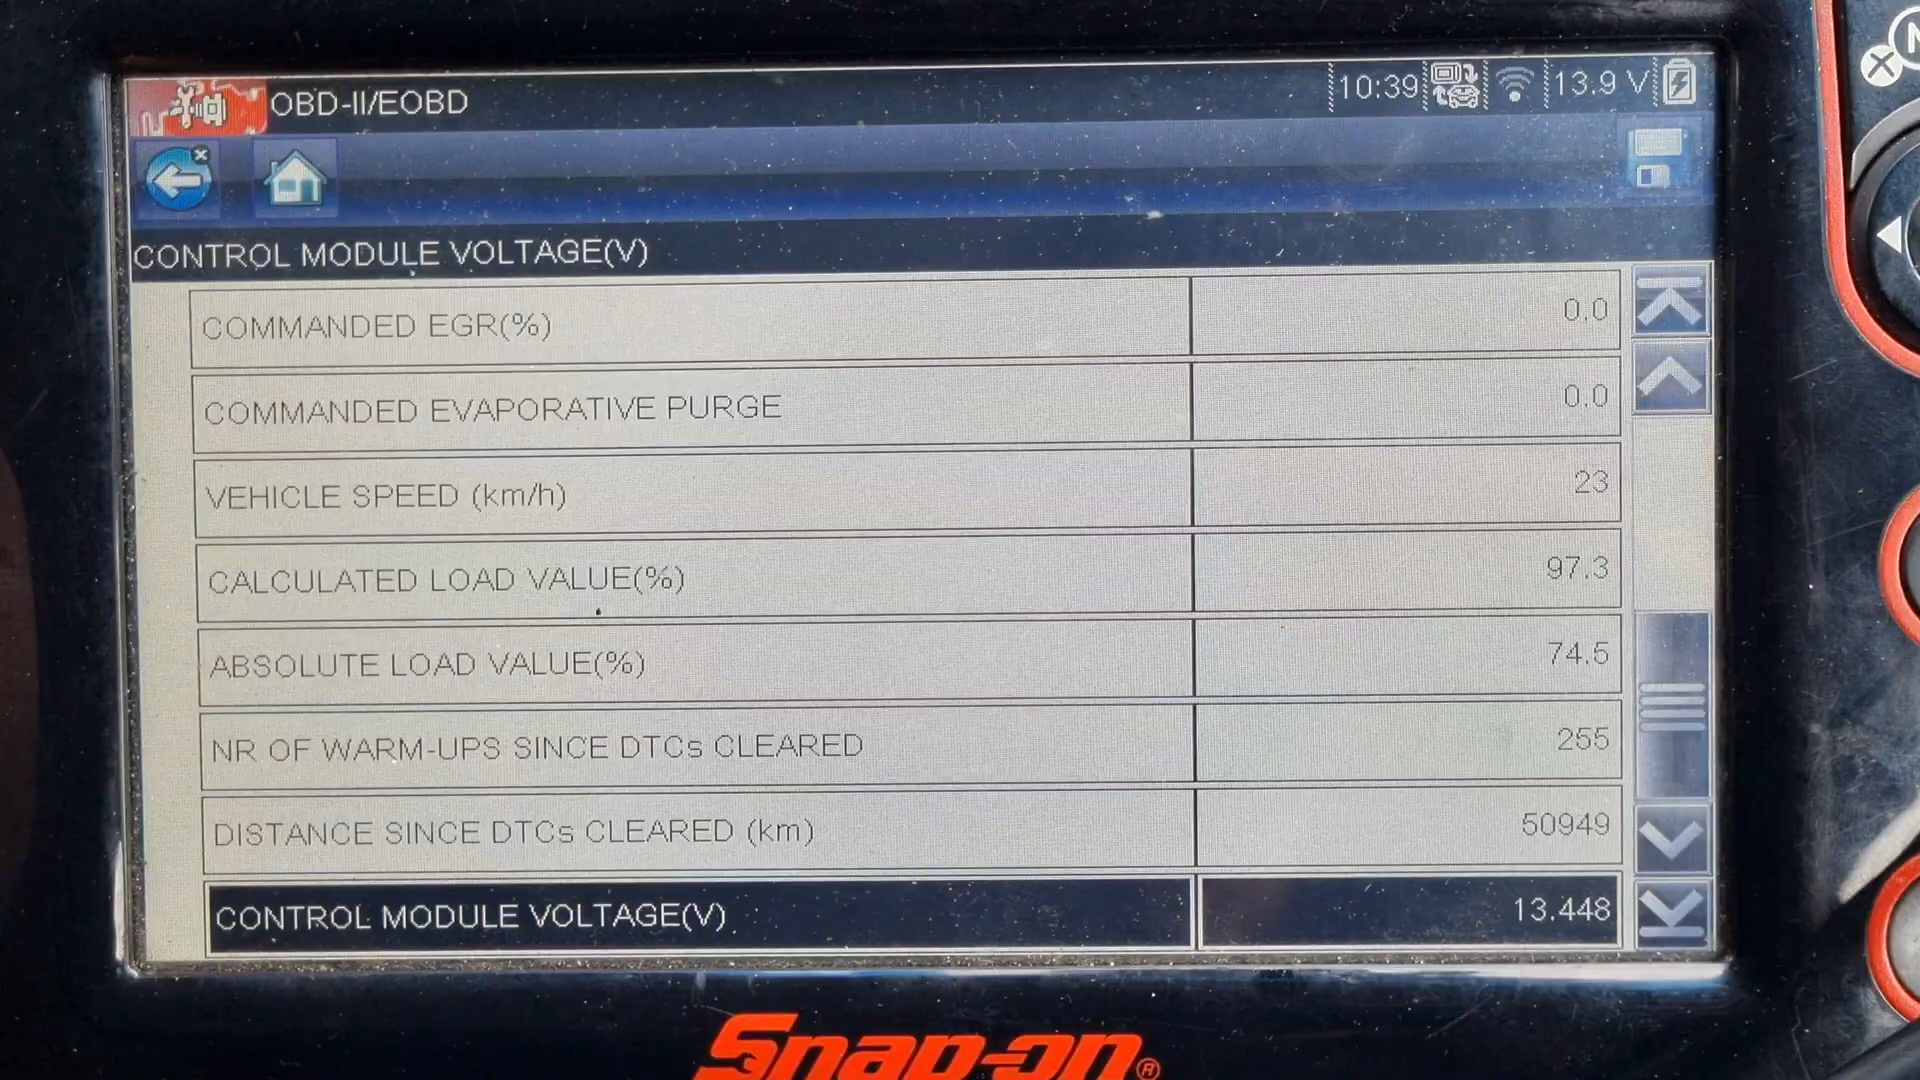 OBD-II/EOBD 10:39 13.9 V
CONTROL MODULE VOLTAGE(V)
COMMANDED EGR(%) 0.0
COMMANDED EVAPORATIVE PURGE 0.0
VEHICLE SPEED (km/h) 23
CALCULATED LOAD VALUE(%) 97.3
ABSOLUTE LOAD VALUE(%) 74.5
NR OF WARM-UPS SINCE DTCs CLEARED 255
DISTANCE SINCE DTCs CLEARED (km) 50949
CONTROL MODULE VOLTAGE(V) 13.448
Snap-on®